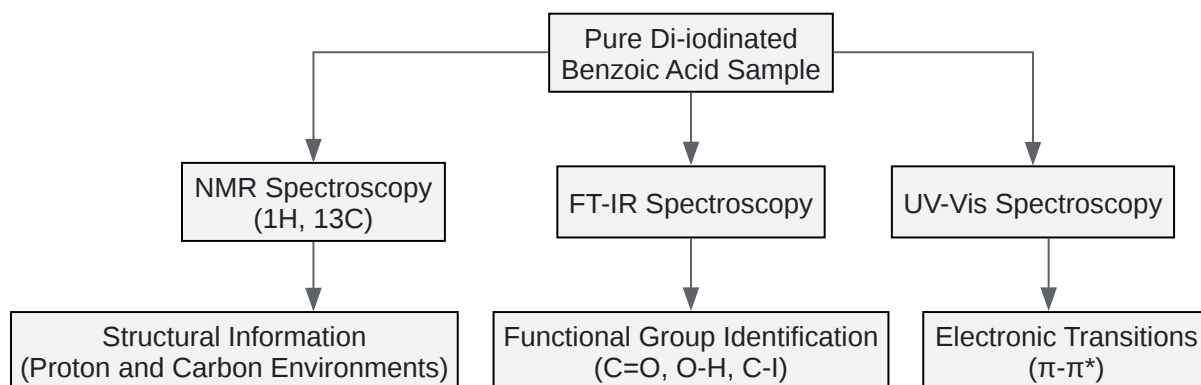 Pure Di-iodinated
Benzoic Acid Sample
NMR Spectroscopy
(1H, 13C)
FT-IR Spectroscopy
UV-Vis Spectroscopy
Structural Information
(Proton and Carbon Environments)
Functional Group Identification
(C=O, O-H, C-I)
Electronic Transitions
(π-π*)